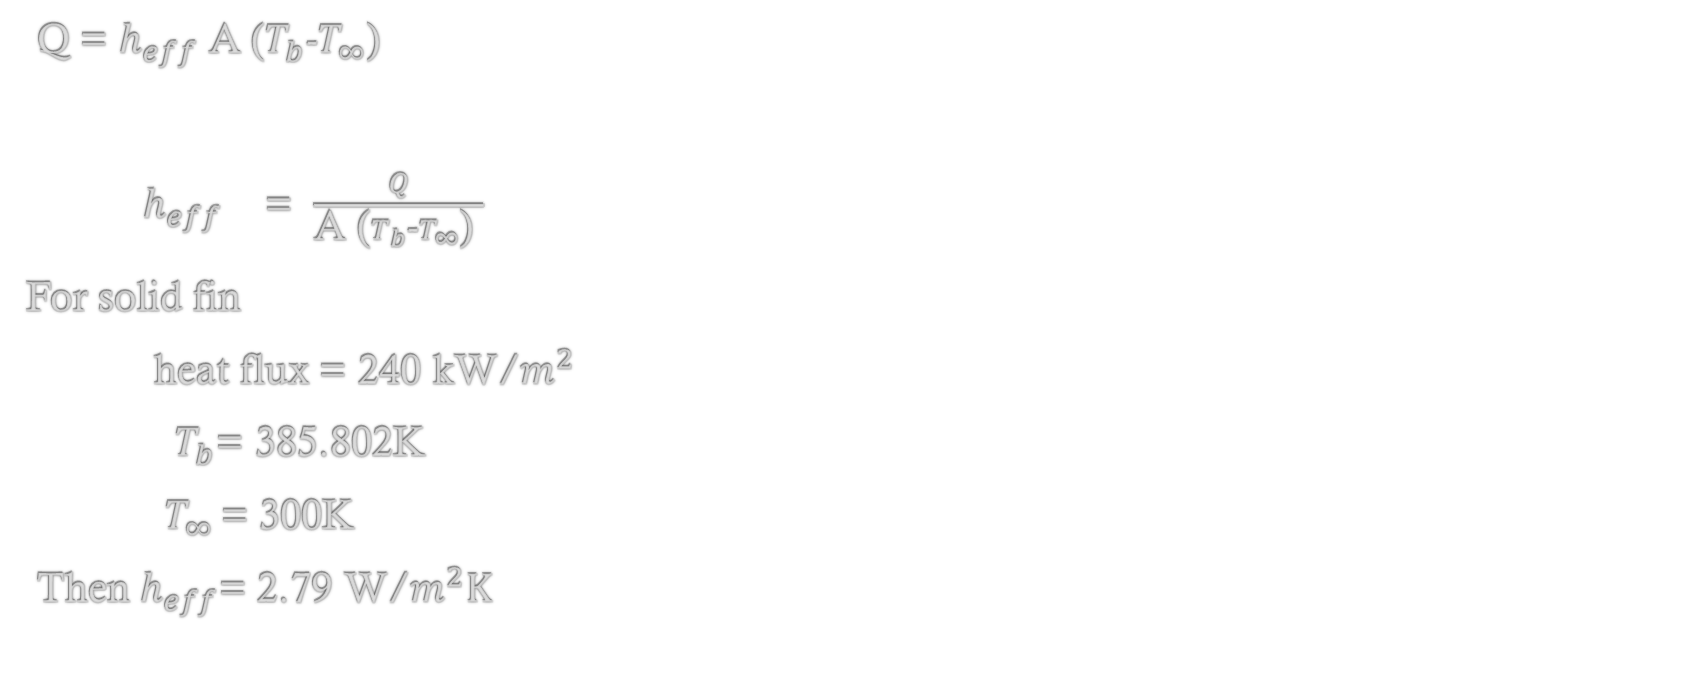 Q = h_eff A (T_b-T_∞)
h_eff = Q / A (T_b-T_∞)
For solid fin
heat flux = 240 kW/m²
T_b= 385.802K
T_∞ = 300K
Then h_eff= 2.79 W/m²K